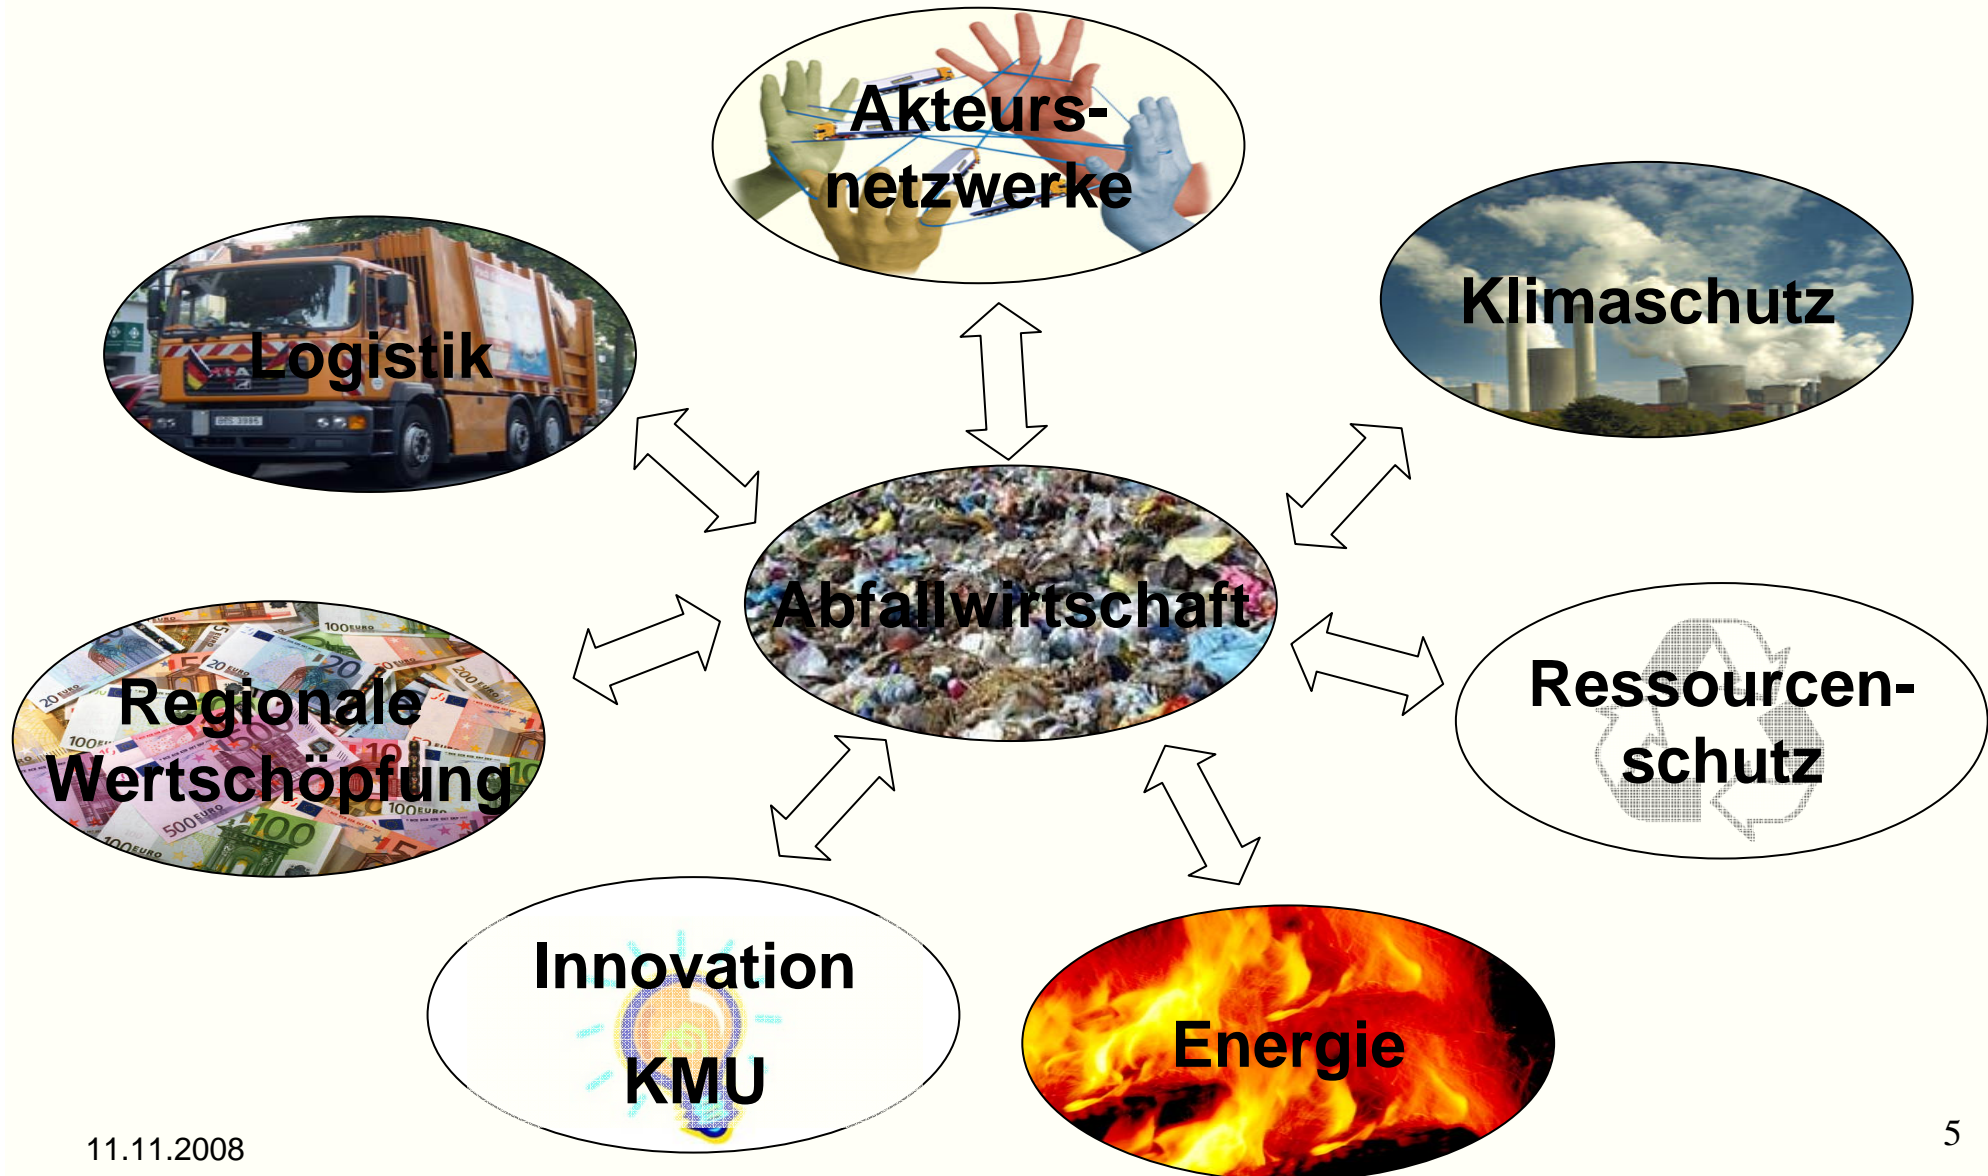 Akteurs-
netzwerke
Klimaschutz
Logistik
Abfallwirtschaft
Ressourcen-
schutz
Regionale
Wertschöpfung
Innovation
KMU
Energie
11.11.2008
5